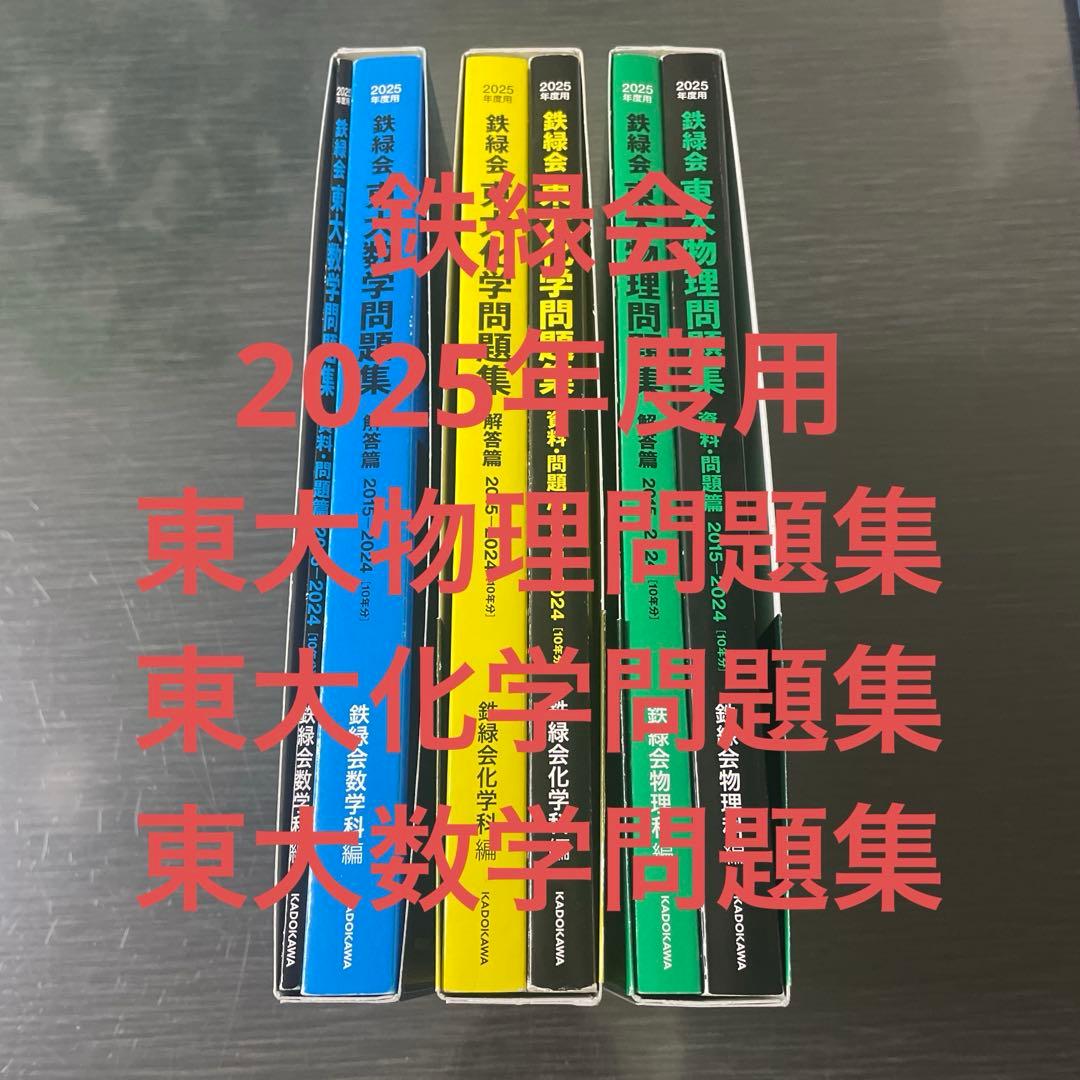 鉄緑会
2025年度用
東大物理問題集
東大化学問題集
東大数学問題集
2025年度用 鉄緑会 東大数学問題集 資料・問題篇 2015―2024 [10年分] 鉄緑会数学科編 KADOKAWA
2025年度用 鉄緑会 東大数学問題集 解答篇 2015―2024 [10年分] 鉄緑会数学科編 KADOKAWA
2025年度用 鉄緑会 東大化学問題集 解答篇 2015―2024 [10年分] 鉄緑会化学科編 KADOKAWA
2025年度用 鉄緑会 東大化学問題集 資料・問題篇 2024 [10年分] 鉄緑会化学科編 KADOKAWA
2025年度用 鉄緑会 東大物理問題集 解答篇 2015―2024 [10年分] 鉄緑会物理科編 KADOKAWA
2025年度用 鉄緑会 東大物理問題集 資料・問題篇 2015―2024 [10年分] 鉄緑会物理科編 KADOKAWA